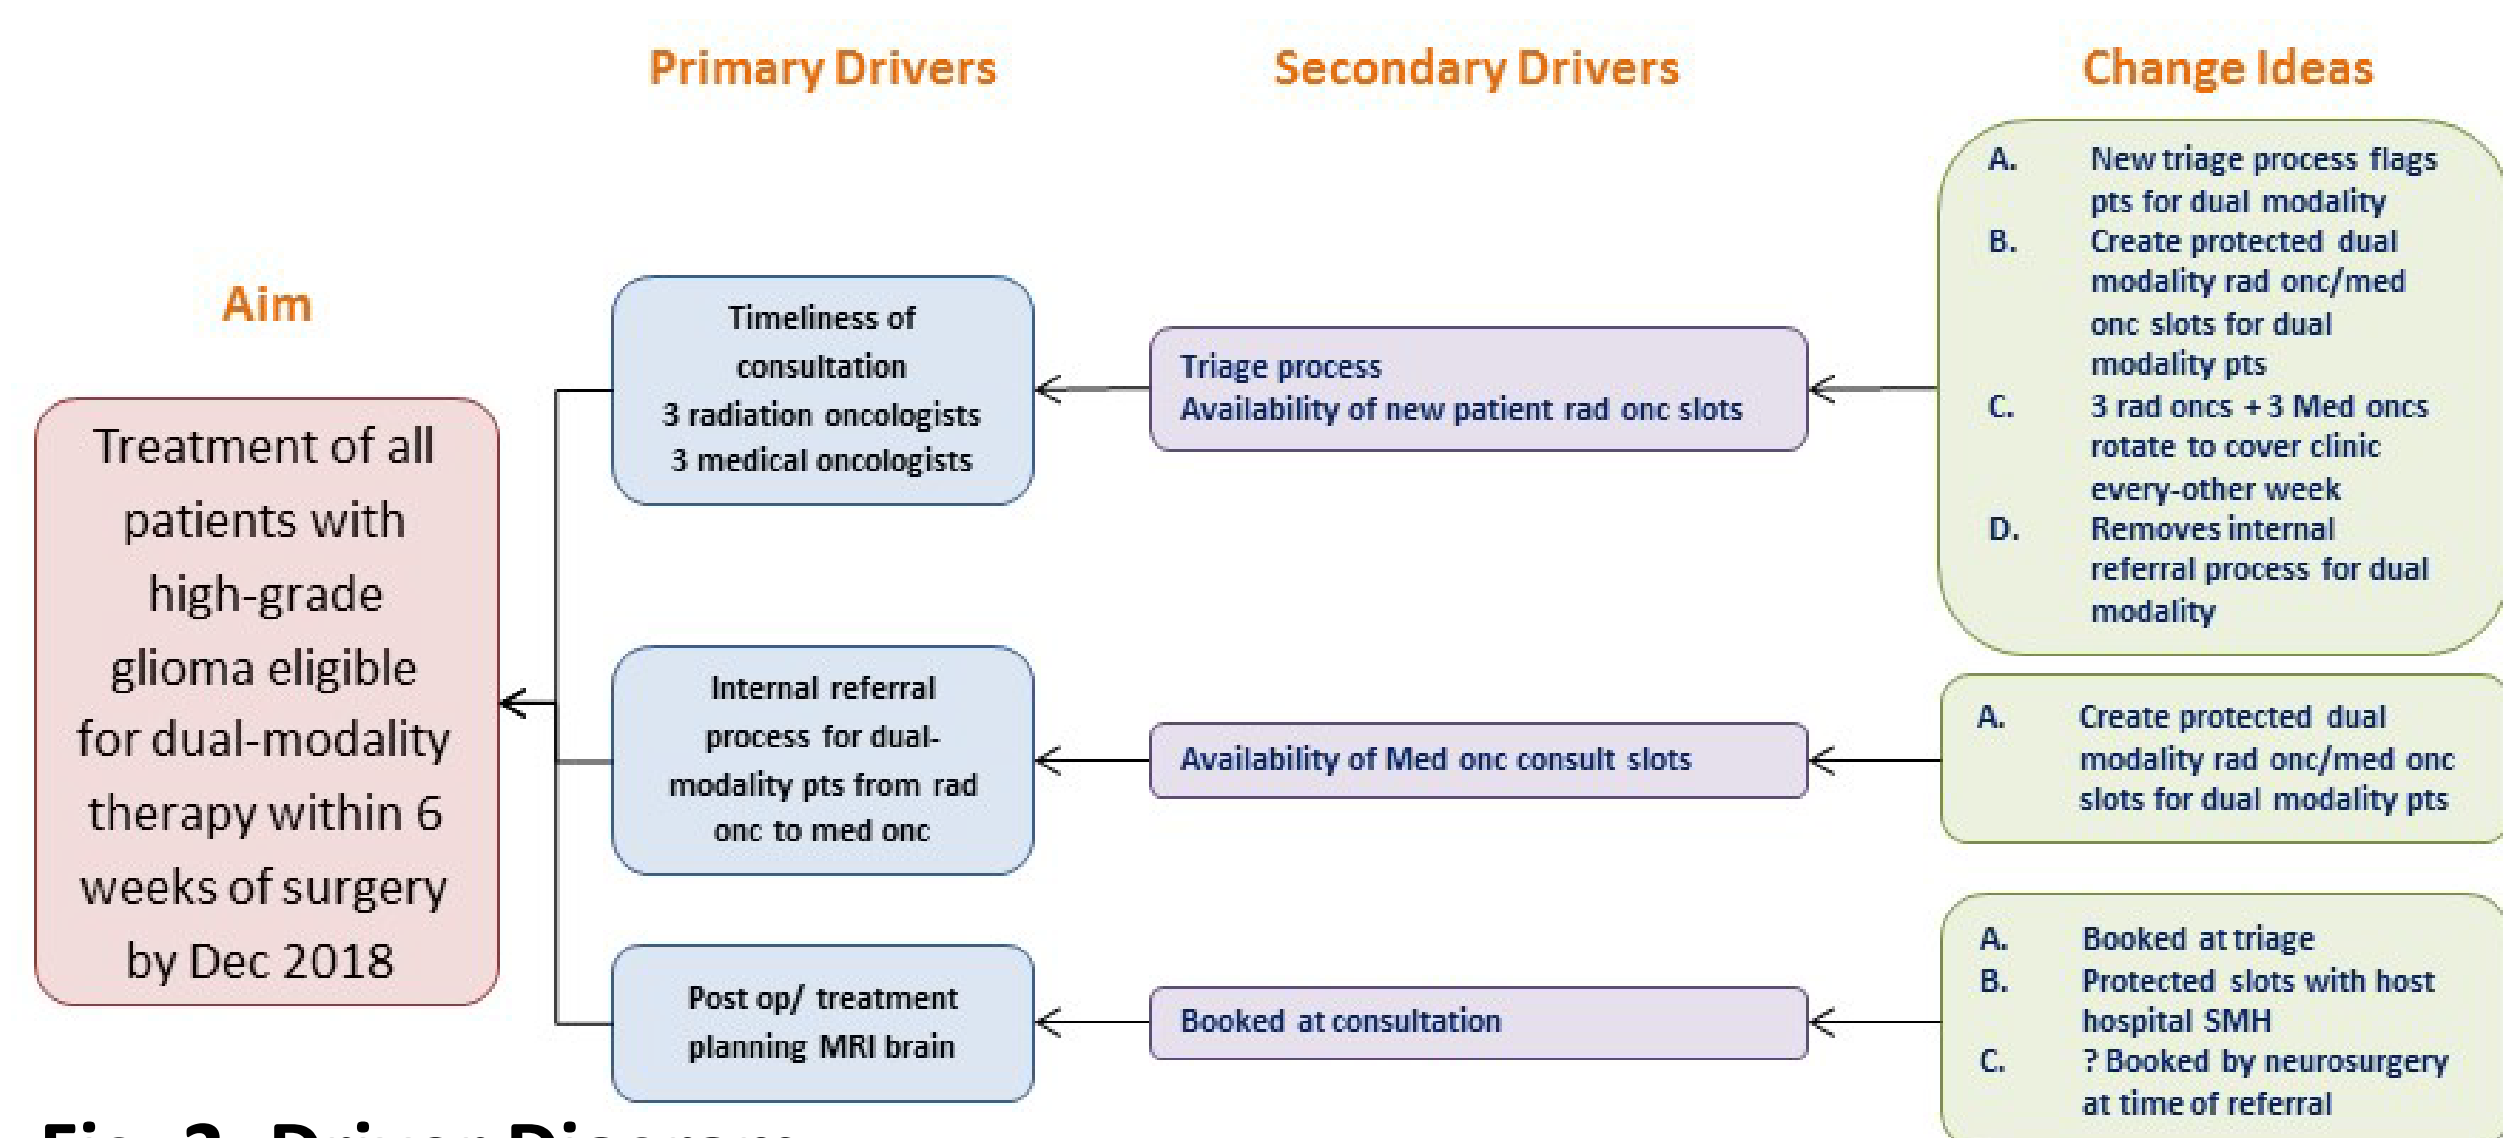 Primary Drivers
Secondary Drivers
Change Ideas
Aim
Treatment of all
patients with
high-grade
glioma eligible
for dual-modality
therapy within 6
weeks of surgery
by Dec 2018
Timeliness of
consultation
3 radiation oncologists
3 medical oncologists
Triage process
Availability of new patient rad onc slots
A. New triage process flags
pts for dual modality
B. Create protected dual
modality rad onc/med
onc slots for dual
modality pts
C. 3 rad oncs + 3 Med oncs
rotate to cover clinic
every-other week
D. Removes internal
referral process for dual
modality
Internal referral
process for dual-
modality pts from rad
onc to med onc
Availability of Med onc consult slots
A. Create protected dual
modality rad onc/med onc
slots for dual modality pts
Post op/ treatment
planning MRI brain
Booked at consultation
A. Booked at triage
B. Protected slots with host
hospital SMH
C. ? Booked by neurosurgery
at time of referral
Driver Diagram